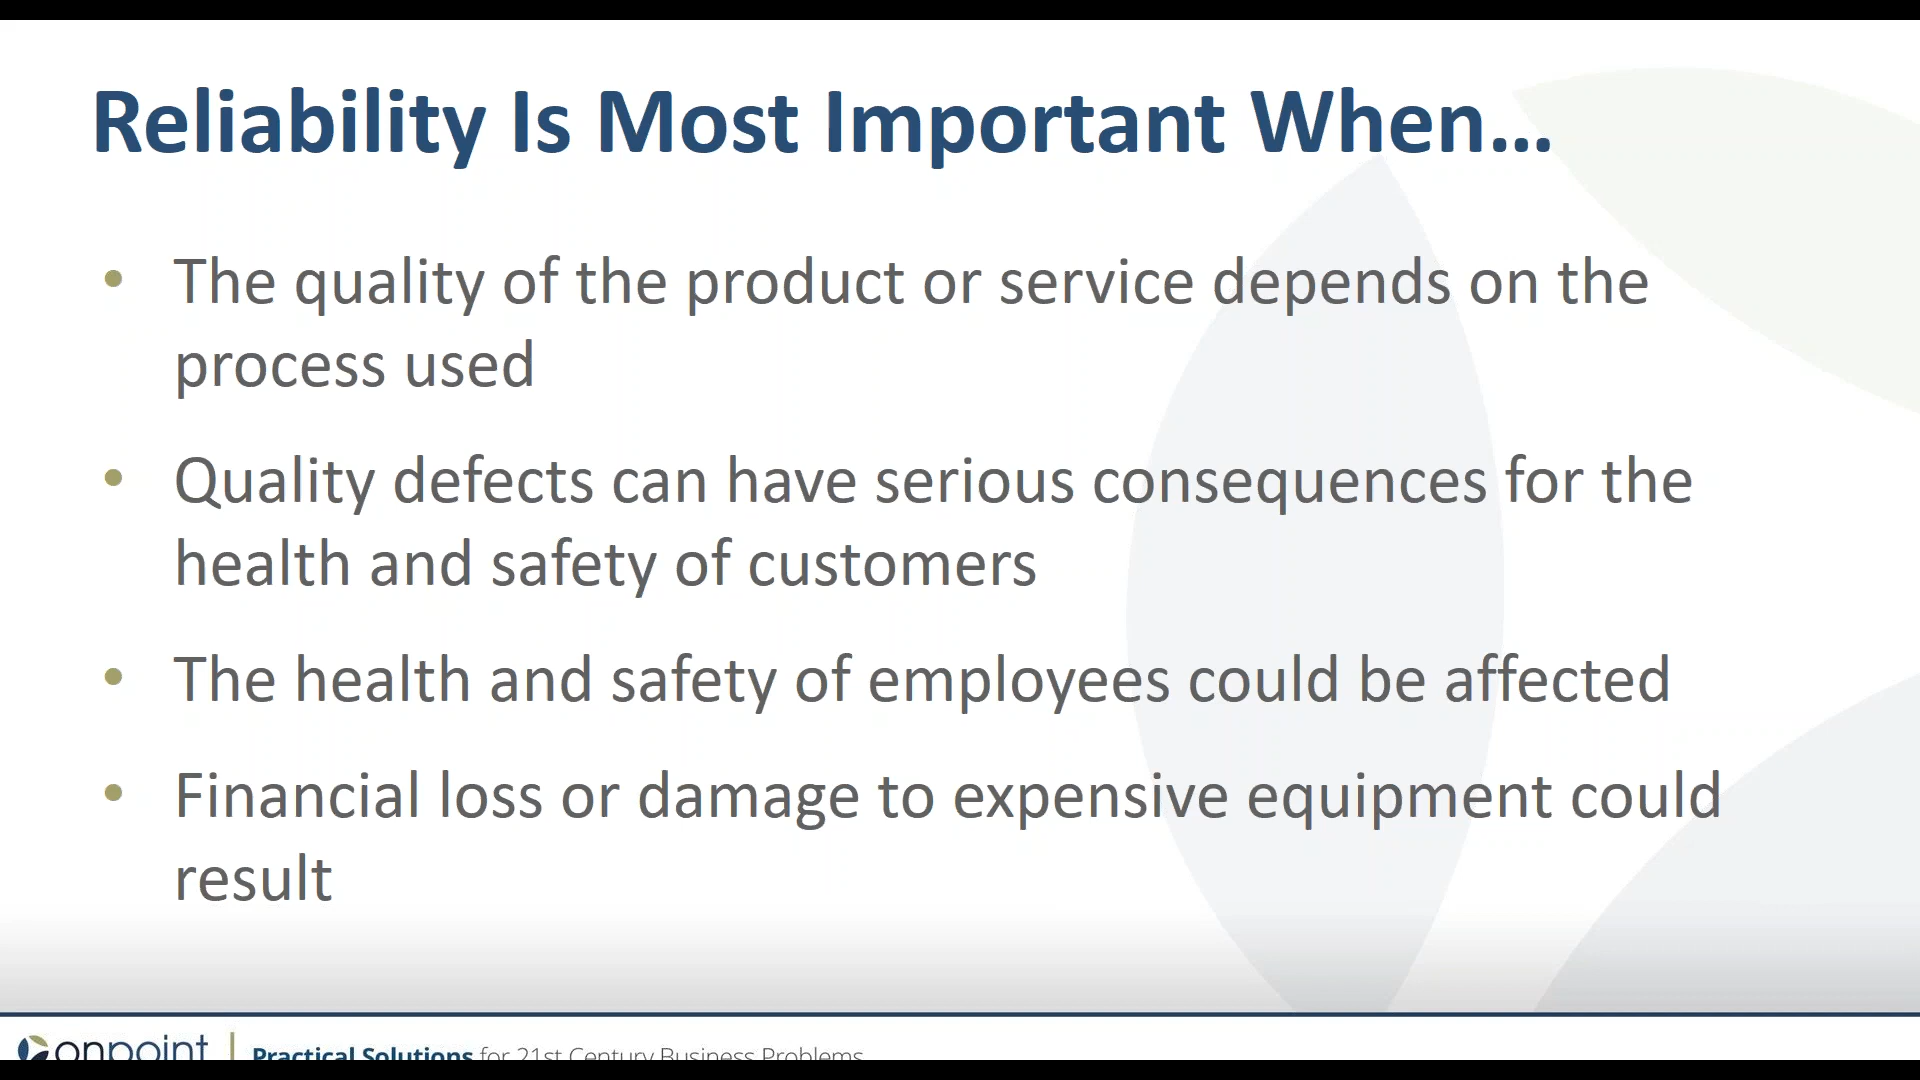 Reliability Is Most Important When…
• The quality of the product or service depends on the
process used
• Quality defects can have serious consequences for the
health and safety of customers
• The health and safety of employees could be affected
• Financial loss or damage to expensive equipment could
result
onpoint | Practical Solutions for 21st Century Business Problems